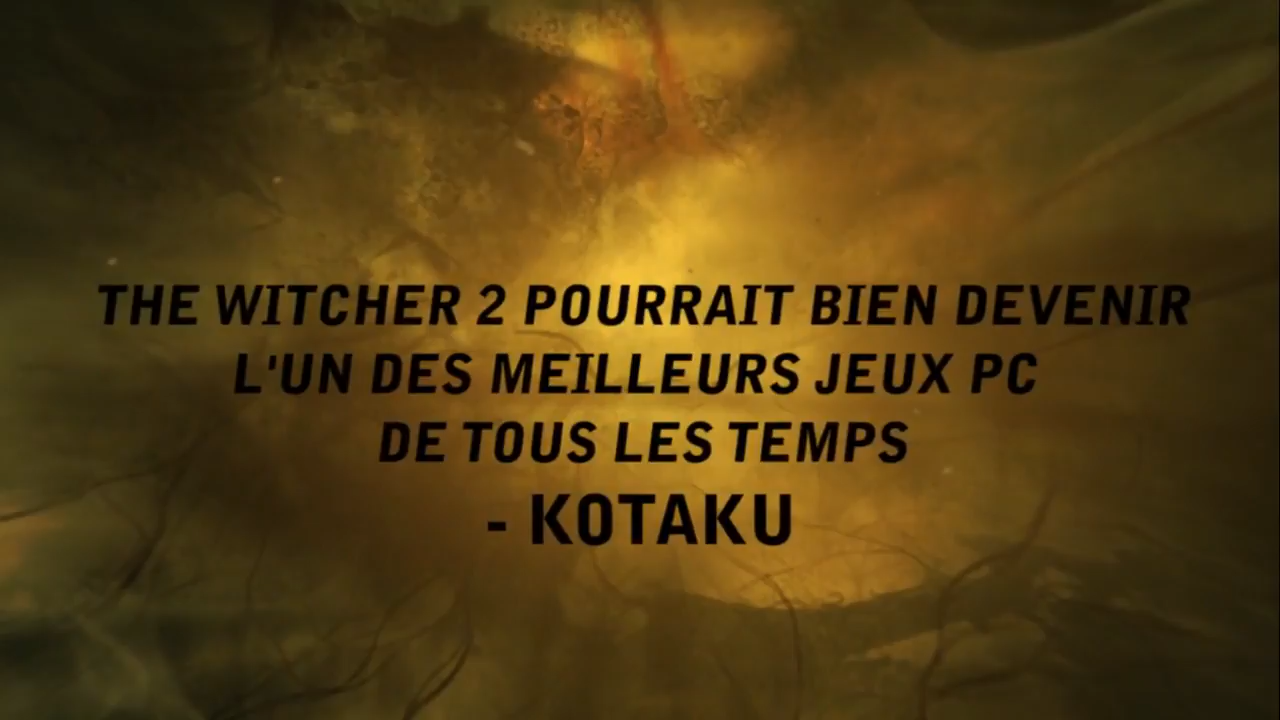 THE WITCHER 2 POURRAIT BIEN DEVENIR
L'UN DES MEILLEURS JEUX PC
DE TOUS LES TEMPS
- KOTAKU